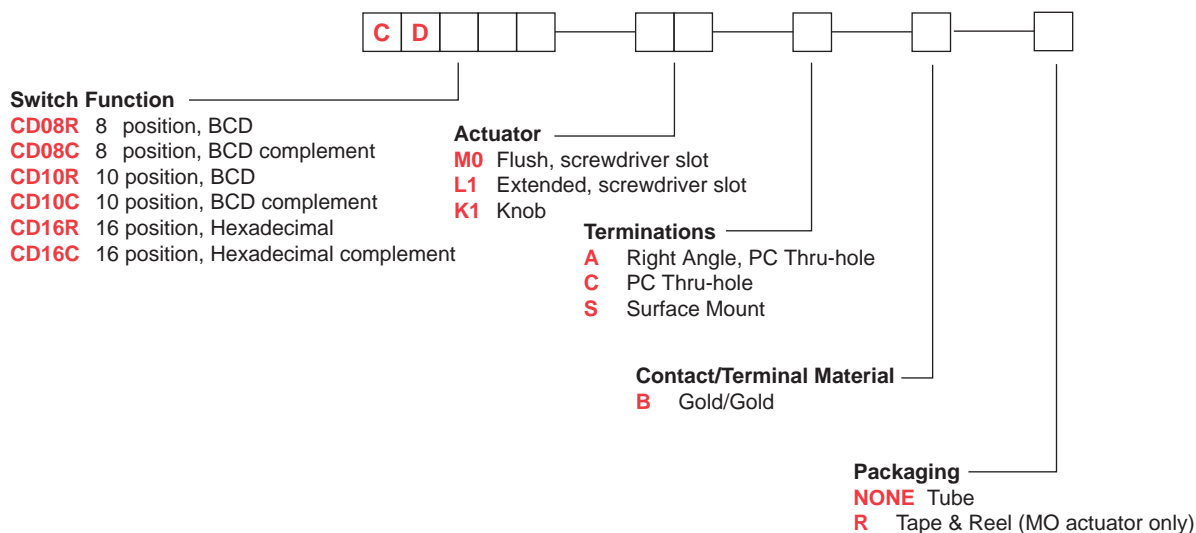 C D
Switch Function
CD08R 8 position, BCD
CD08C 8 position, BCD complement
CD10R 10 position, BCD
CD10C 10 position, BCD complement
CD16R 16 position, Hexadecimal
CD16C 16 position, Hexadecimal complement
Actuator
M0 Flush, screwdriver slot
L1 Extended, screwdriver slot
K1 Knob
Terminations
A Right Angle, PC Thru-hole
C PC Thru-hole
S Surface Mount
Contact/Terminal Material
B Gold/Gold
Packaging
NONE Tube
R Tape & Reel (MO actuator only)